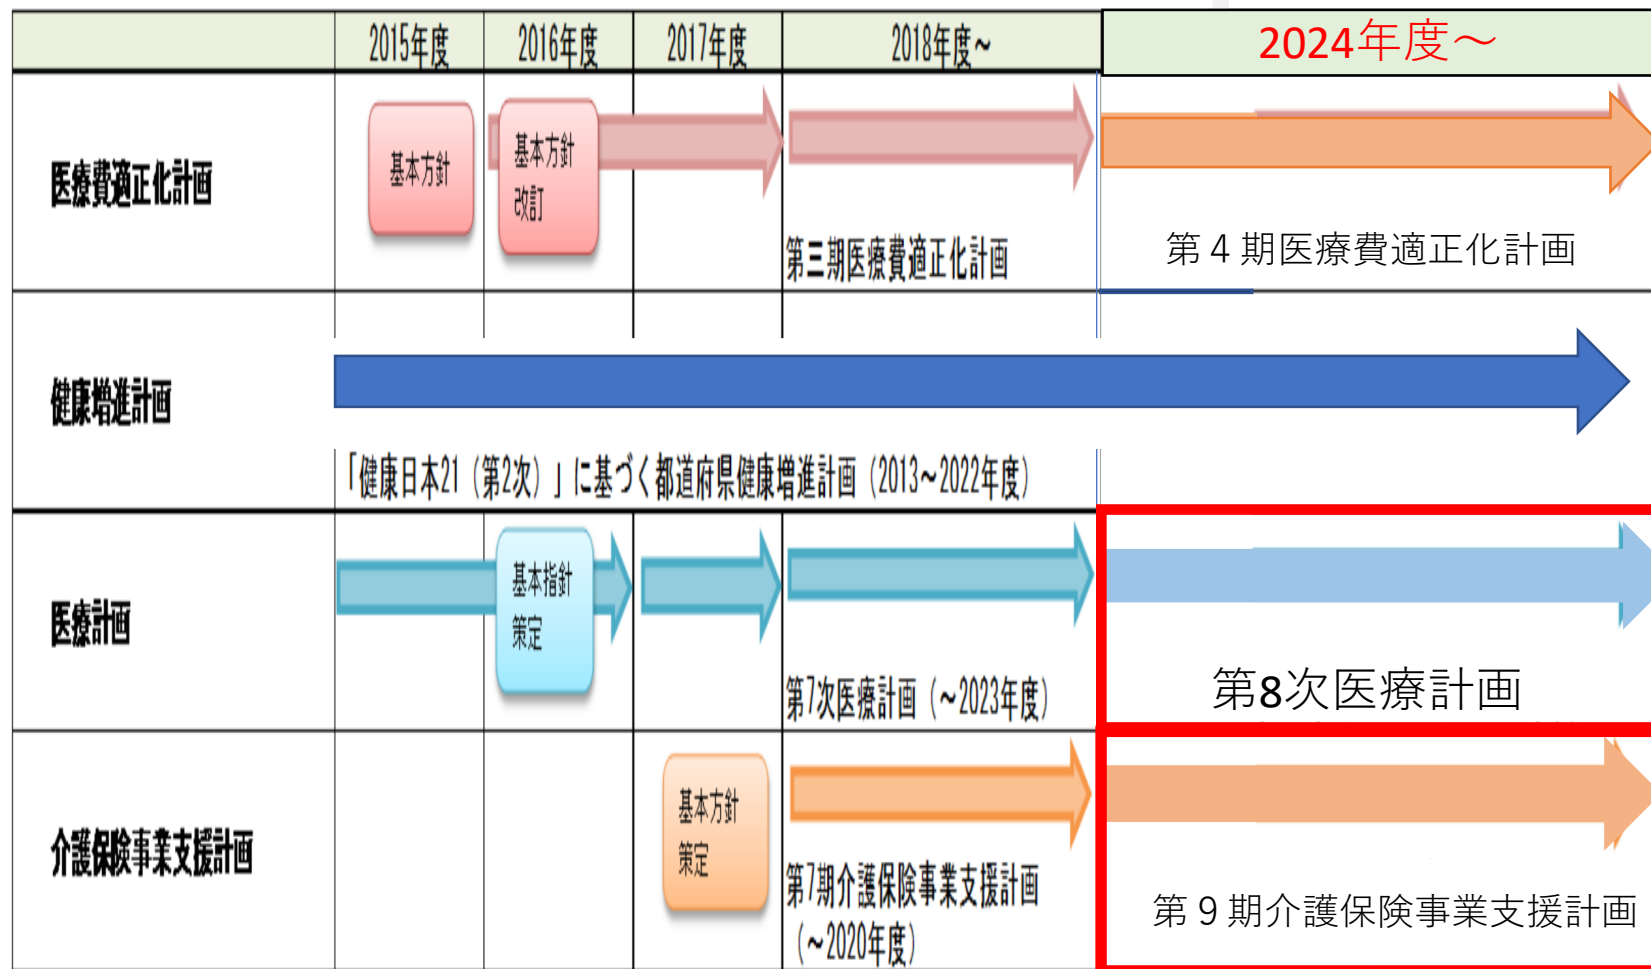 2015年度
2016年度
2017年度
2018年度～
2024年度～
医療費適正化計画
基本方針
基本方針
改訂
第三期医療費適正化計画
第４期医療費適正化計画
健康増進計画
「健康日本21（第2次）」に基づく都道府県健康増進計画（2013～2022年度）
医療計画
基本指針
策定
第7次医療計画（～2023年度）
第8次医療計画
介護保険事業支援計画
基本方針
策定
第7期介護保険事業支援計画
（～2020年度）
第９期介護保険事業支援計画